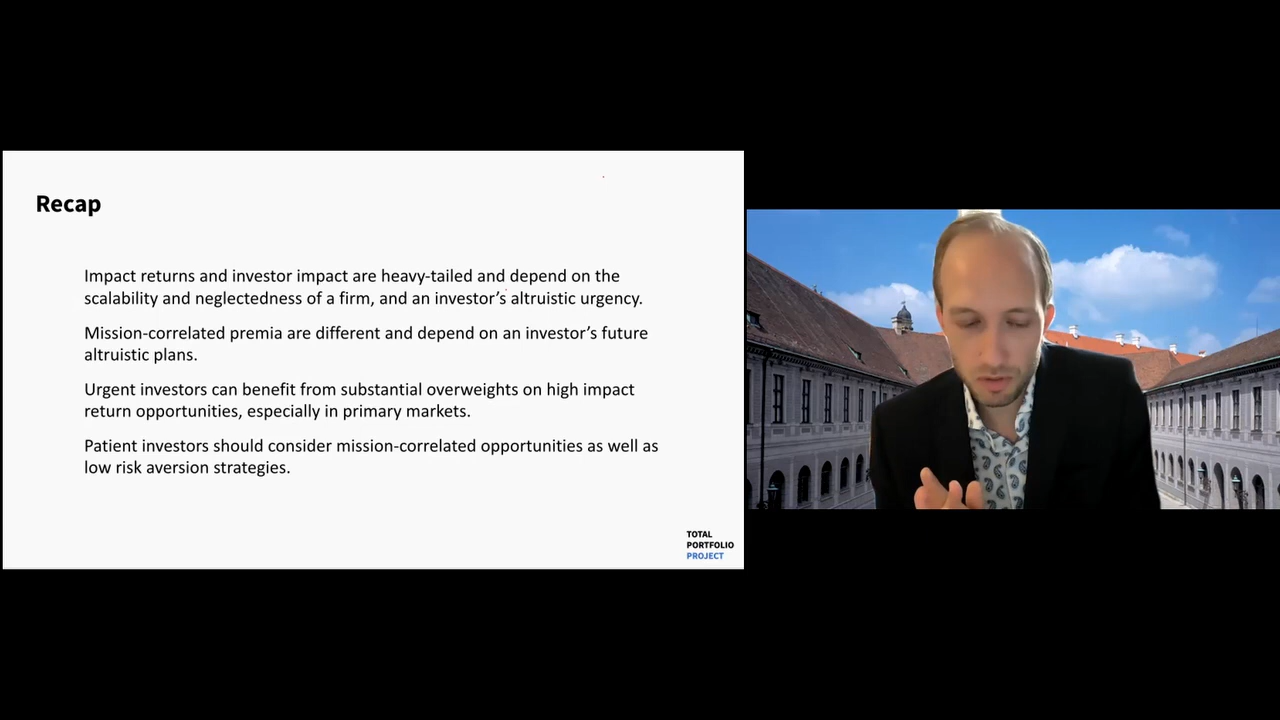 Recap
Impact returns and investor impact are heavy-tailed and depend on the
scalability and neglectedness of a firm, and an investor’s altruistic urgency.
Mission-correlated premia are different and depend on an investor’s future
altruistic plans.
Urgent investors can benefit from substantial overweights on high impact
return opportunities, especially in primary markets.
Patient investors should consider mission-correlated opportunities as well as
low risk aversion strategies.
TOTAL
PORTFOLIO
PROJECT